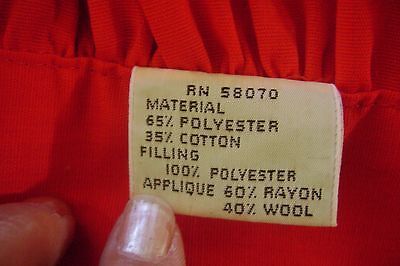 RN 58070
MATERIAL
65% POLYESTER
35% COTTON
FILLING
100% POLYESTER
APPLIQUE 60% RAYON
40% WOOL